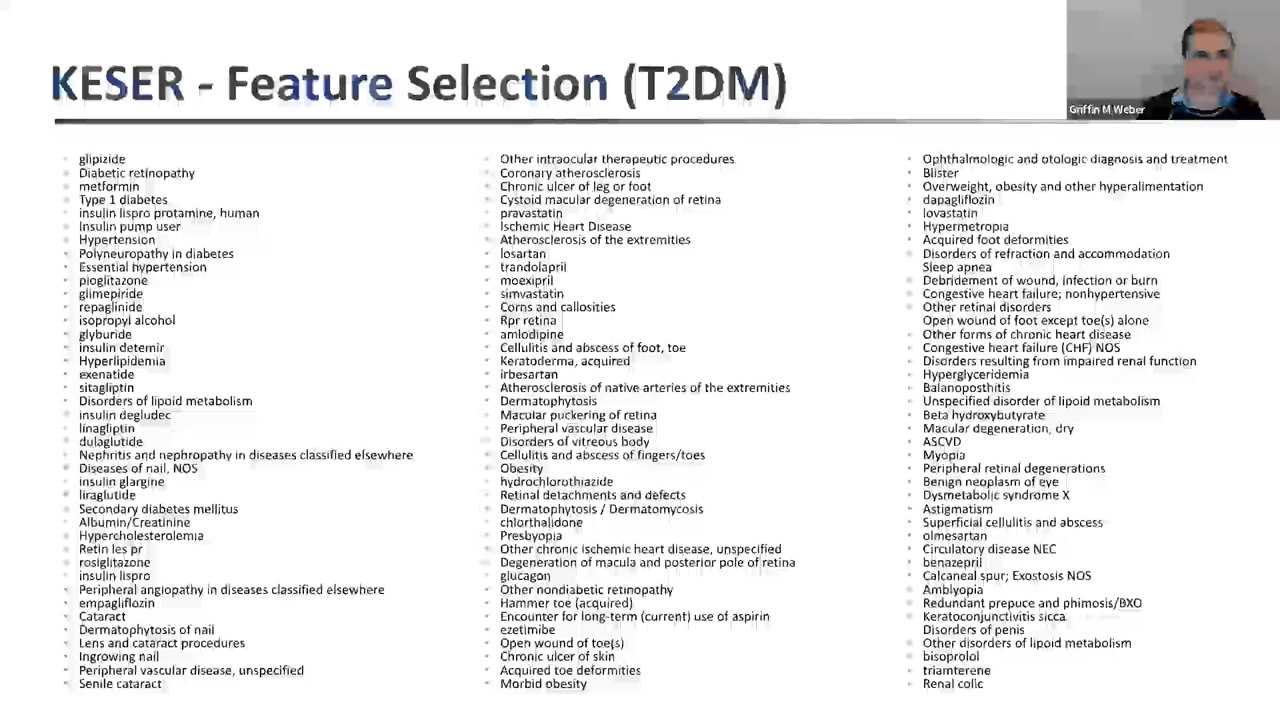 KESER - Feature Selection (T2DM)
Griffin M Weber
glipizide
Diabetic retinopathy
metformin
Type 1 diabetes
insulin lispro protamine, human
Insulin pump user
Hypertension
Polyneuropathy in diabetes
Essential hypertension
pioglitazone
glimepiride
repaglinide
isopropyl alcohol
glyburide
insulin detemir
Hyperlipidemia
exenatide
sitagliptin
Disorders of lipoid metabolism
insulin degludec
linagliptin
dulaglutide
Nephritis and nephropathy in diseases classified elsewhere
Diseases of nail, NOS
insulin glargine
liraglutide
Secondary diabetes mellitus
Albumin/Creatinine
Hypercholesterolemia
Retin les pr
rosiglitazone
insulin lispro
Peripheral angiopathy in diseases classified elsewhere
empagliflozin
Cataract
Dermatophytosis of nail
Lens and cataract procedures
Ingrowing nail
Peripheral vascular disease, unspecified
Senile cataract
Other intraocular therapeutic procedures
Coronary atherosclerosis
Chronic ulcer of leg or foot
Cystoid macular degeneration of retina
pravastatin
Ischemic Heart Disease
Atherosclerosis of the extremities
losartan
trandolapril
moexipril
simvastatin
Corns and callosities
Rpr retina
amlodipine
Cellulitis and abscess of foot, toe
Keratoderma, acquired
irbesartan
Atherosclerosis of native arteries of the extremities
Dermatophytosis
Macular puckering of retina
Peripheral vascular disease
Disorders of vitreous body
Cellulitis and abscess of fingers/toes
Obesity
hydrochlorothiazide
Retinal detachments and defects
Dermatophytosis / Dermatomycosis
chlorthalidone
Presbyopia
Other chronic ischemic heart disease, unspecified
Degeneration of macula and posterior pole of retina
glucagon
Other nondiabetic retinopathy
Hammer toe (acquired)
Encounter for long-term (current) use of aspirin
ezetimibe
Open wound of toe(s)
Chronic ulcer of skin
Acquired toe deformities
Morbid obesity
Ophthalmologic and otologic diagnosis and treatment
Blister
Overweight, obesity and other hyperalimentation
dapagliflozin
lovastatin
Hypermetropia
Acquired foot deformities
Disorders of refraction and accommodation
Sleep apnea
Debridement of wound, infection or burn
Congestive heart failure; nonhypertensive
Other retinal disorders
Open wound of foot except toe(s) alone
Other forms of chronic heart disease
Congestive heart failure (CHF) NOS
Disorders resulting from impaired renal function
Hyperglyceridemia
Balanoposthitis
Unspecified disorder of lipoid metabolism
Beta hydroxybutyrate
Macular degeneration, dry
ASCVD
Myopia
Peripheral retinal degenerations
Benign neoplasm of eye
Dysmetabolic syndrome X
Astigmatism
Superficial cellulitis and abscess
olmesartan
Circulatory disease NEC
benazepril
Calcaneal spur; Exostosis NOS
Amblyopia
Redundant prepuce and phimosis/BXO
Keratoconjunctivitis sicca
Disorders of penis
Other disorders of lipoid metabolism
bisoprolol
triamterene
Renal colic